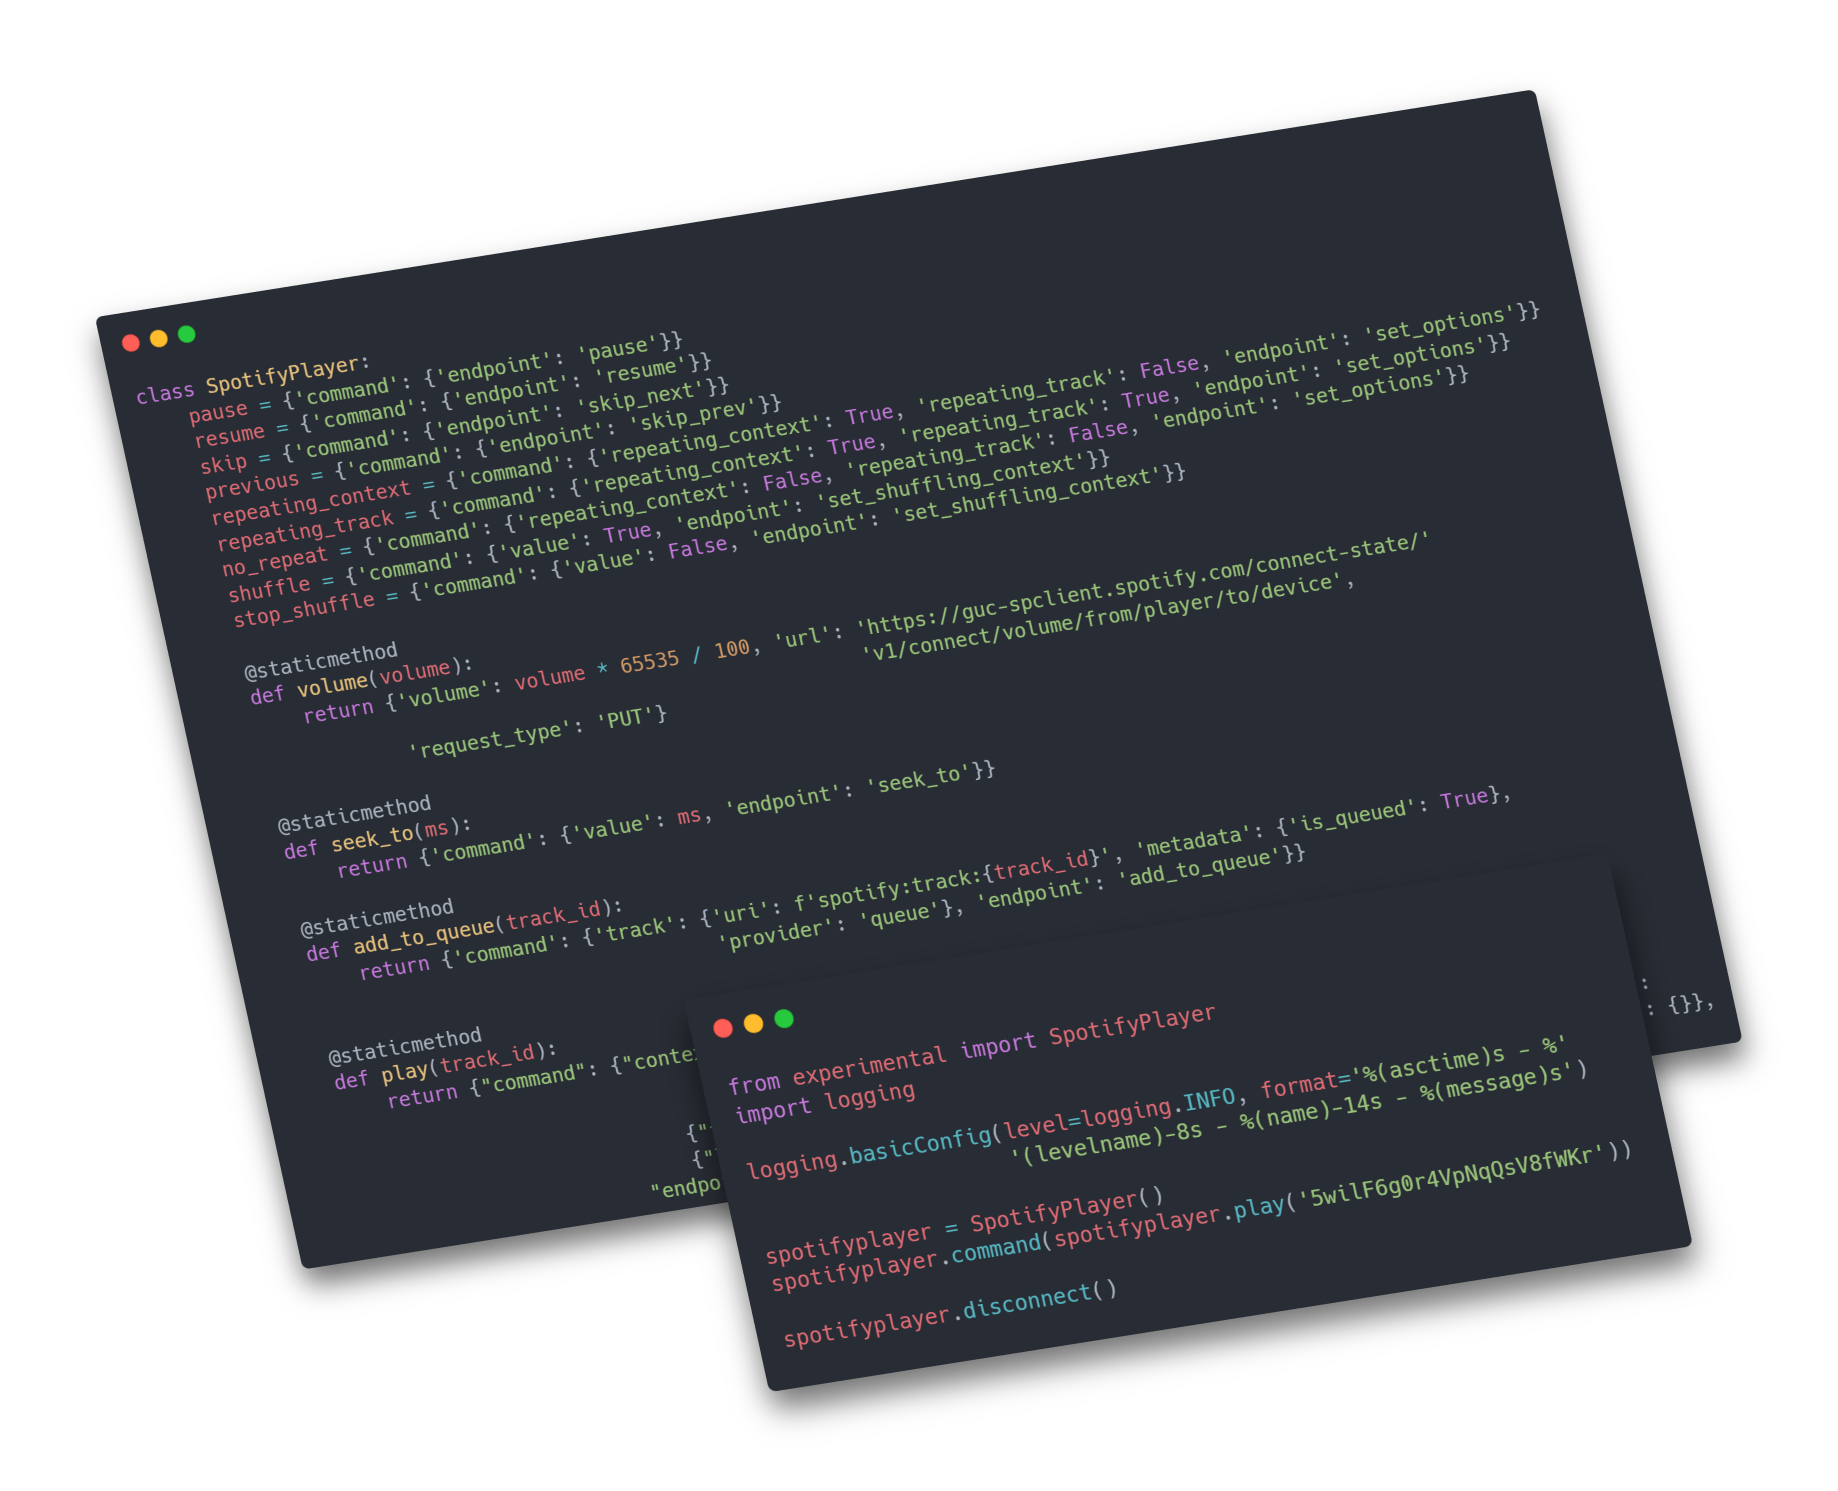 class SpotifyPlayer:
    pause = {'command': {'endpoint': 'pause'}}
    resume = {'command': {'endpoint': 'resume'}}
    skip = {'command': {'endpoint': 'skip_next'}}
    previous = {'command': {'endpoint': 'skip_prev'}}
    repeating_context = {'command': {'repeating_context': True, 'repeating_track': False, 'endpoint': 'set_options'}}
    repeating_track = {'command': {'repeating_context': True, 'repeating_track': True, 'endpoint': 'set_options'}}
    no_repeat = {'command': {'repeating_context': False, 'repeating_track': False, 'endpoint': 'set_options'}}
    shuffle = {'command': {'value': True, 'endpoint': 'set_shuffling_context'}}
    stop_shuffle = {'command': {'value': False, 'endpoint': 'set_shuffling_context'}}
    @staticmethod
    def volume(volume):
        return {'volume': volume * 65535 / 100, 'url': 'https://guc-spclient.spotify.com/connect-state/'
                                                       'v1/connect/volume/from/player/to/device',
                'request_type': 'PUT'}
    @staticmethod
    def seek_to(ms):
        return {'command': {'value': ms, 'endpoint': 'seek_to'}}
    @staticmethod
    def add_to_queue(track_id):
        return {'command': {'track': {'uri': f'spotify:track:{track_id}', 'metadata': {'is_queued': True},
                                      'provider': 'queue'}, 'endpoint': 'add_to_queue'}}
    @staticmethod
    def play(track_id):
        return {"command": {"conte
:
: {}},
{"
{"
"endpo
from experimental import SpotifyPlayer
import logging
logging.basicConfig(level=logging.INFO, format='%(asctime)s - %'
                                               '(levelname)-8s - %(name)-14s - %(message)s')
spotifyplayer = SpotifyPlayer()
spotifyplayer.command(spotifyplayer.play('5wilF6g0r4VpNqQsV8fWKr'))
spotifyplayer.disconnect()